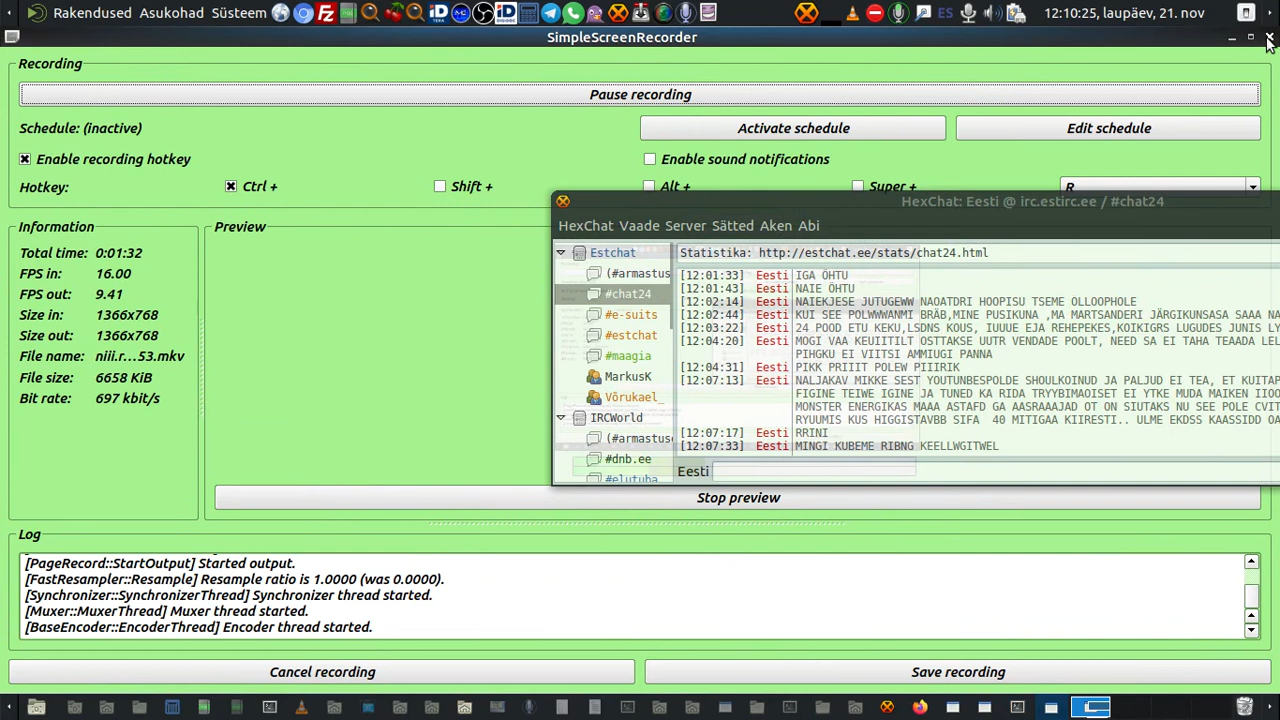 Rakendused Asukohad Süsteem
ES
12:10:25, laupäev, 21. nov
SimpleScreenRecorder
Recording
Pause recording
Schedule: (inactive)
Activate schedule
Edit schedule
Enable recording hotkey
Enable sound notifications
Hotkey:
Ctrl +
Shift +
Alt +
Super +
R
Information
Total time: 0:01:32
FPS in: 16.00
FPS out: 9.41
Size in: 1366x768
Size out: 1366x768
File name: niii.r...53.mkv
File size: 6658 KiB
Bit rate: 697 kbit/s
Preview
HexChat: Eesti @ irc.estirc.ee / #chat24
HexChat Vaade Server Sätted Aken Abi
Estchat
(#armastus
#chat24
#e-suits
#estchat
#maagia
MarkusK
Võrukael_
IRCWorld
(#armastus
#dnb.ee
#elutuba
Statistika: http://estchat.ee/stats/chat24.html
[12:01:33] Eesti IGA ÕHTU
[12:01:43] Eesti NAIE ÕHTU
[12:02:14] Eesti NAIEKJESE JUTUGEWW NAOATDRI HOOPISU TSEME OLLOOPHOLE
[12:02:44] Eesti KUI SEE POLWWWANMI BRÄB,MINE PUSIKUNA ,MA MARTSANDERI JÄRGIKUNSASA SAAA NA
[12:03:22] Eesti 24 POOD ETU KEKU,LSDNS KOUS, IUUUE EJA REHEPEKES,KOIKIGRS LUGUDES JUNIS LY
[12:04:20] Eesti MOGI VAA KEUIITILT OSTTAKSE UUTR VENDADE POOLT, NEED SA EI TAHA TEAADA LEL
PIHGKU EI VIITSI AMMIUGI PANNA
[12:04:31] Eesti PIKK PRIIIT POLEW PIIIRIK
[12:07:13] Eesti NALJAKAV MIKKE SEST YOUTUNBESPOLDE SHOULKOINUD JA PALJUD EI TEA, ET KUITAP
FIGINE TEIWE IGINE JA TUNED KA RIDA TRYYBIMAOISET EI YTKE MUDA MAIKEN IIOO
MONSTER ENERGIKAS MAAA ASTAFD GA AASRAAAJAD OT ON SIUTAKS NU SEE POLE CVIT
RYUUMIS KUS HIGGISTAVBB SIFA  40 MITIGAA KIIRESTI.. ULME EKDSS KAASSIDD OA
[12:07:17] Eesti RRINI
[12:07:33] Eesti MINGI KUBEME RIBNG KEELLWGITWEL
Eesti
Stop preview
Log
[PageRecord::StartOutput] Started output.
[FastResampler::Resample] Resample ratio is 1.0000 (was 0.0000).
[Synchronizer::SynchronizerThread] Synchronizer thread started.
[Muxer::MuxerThread] Muxer thread started.
[BaseEncoder::EncoderThread] Encoder thread started.
Cancel recording
Save recording